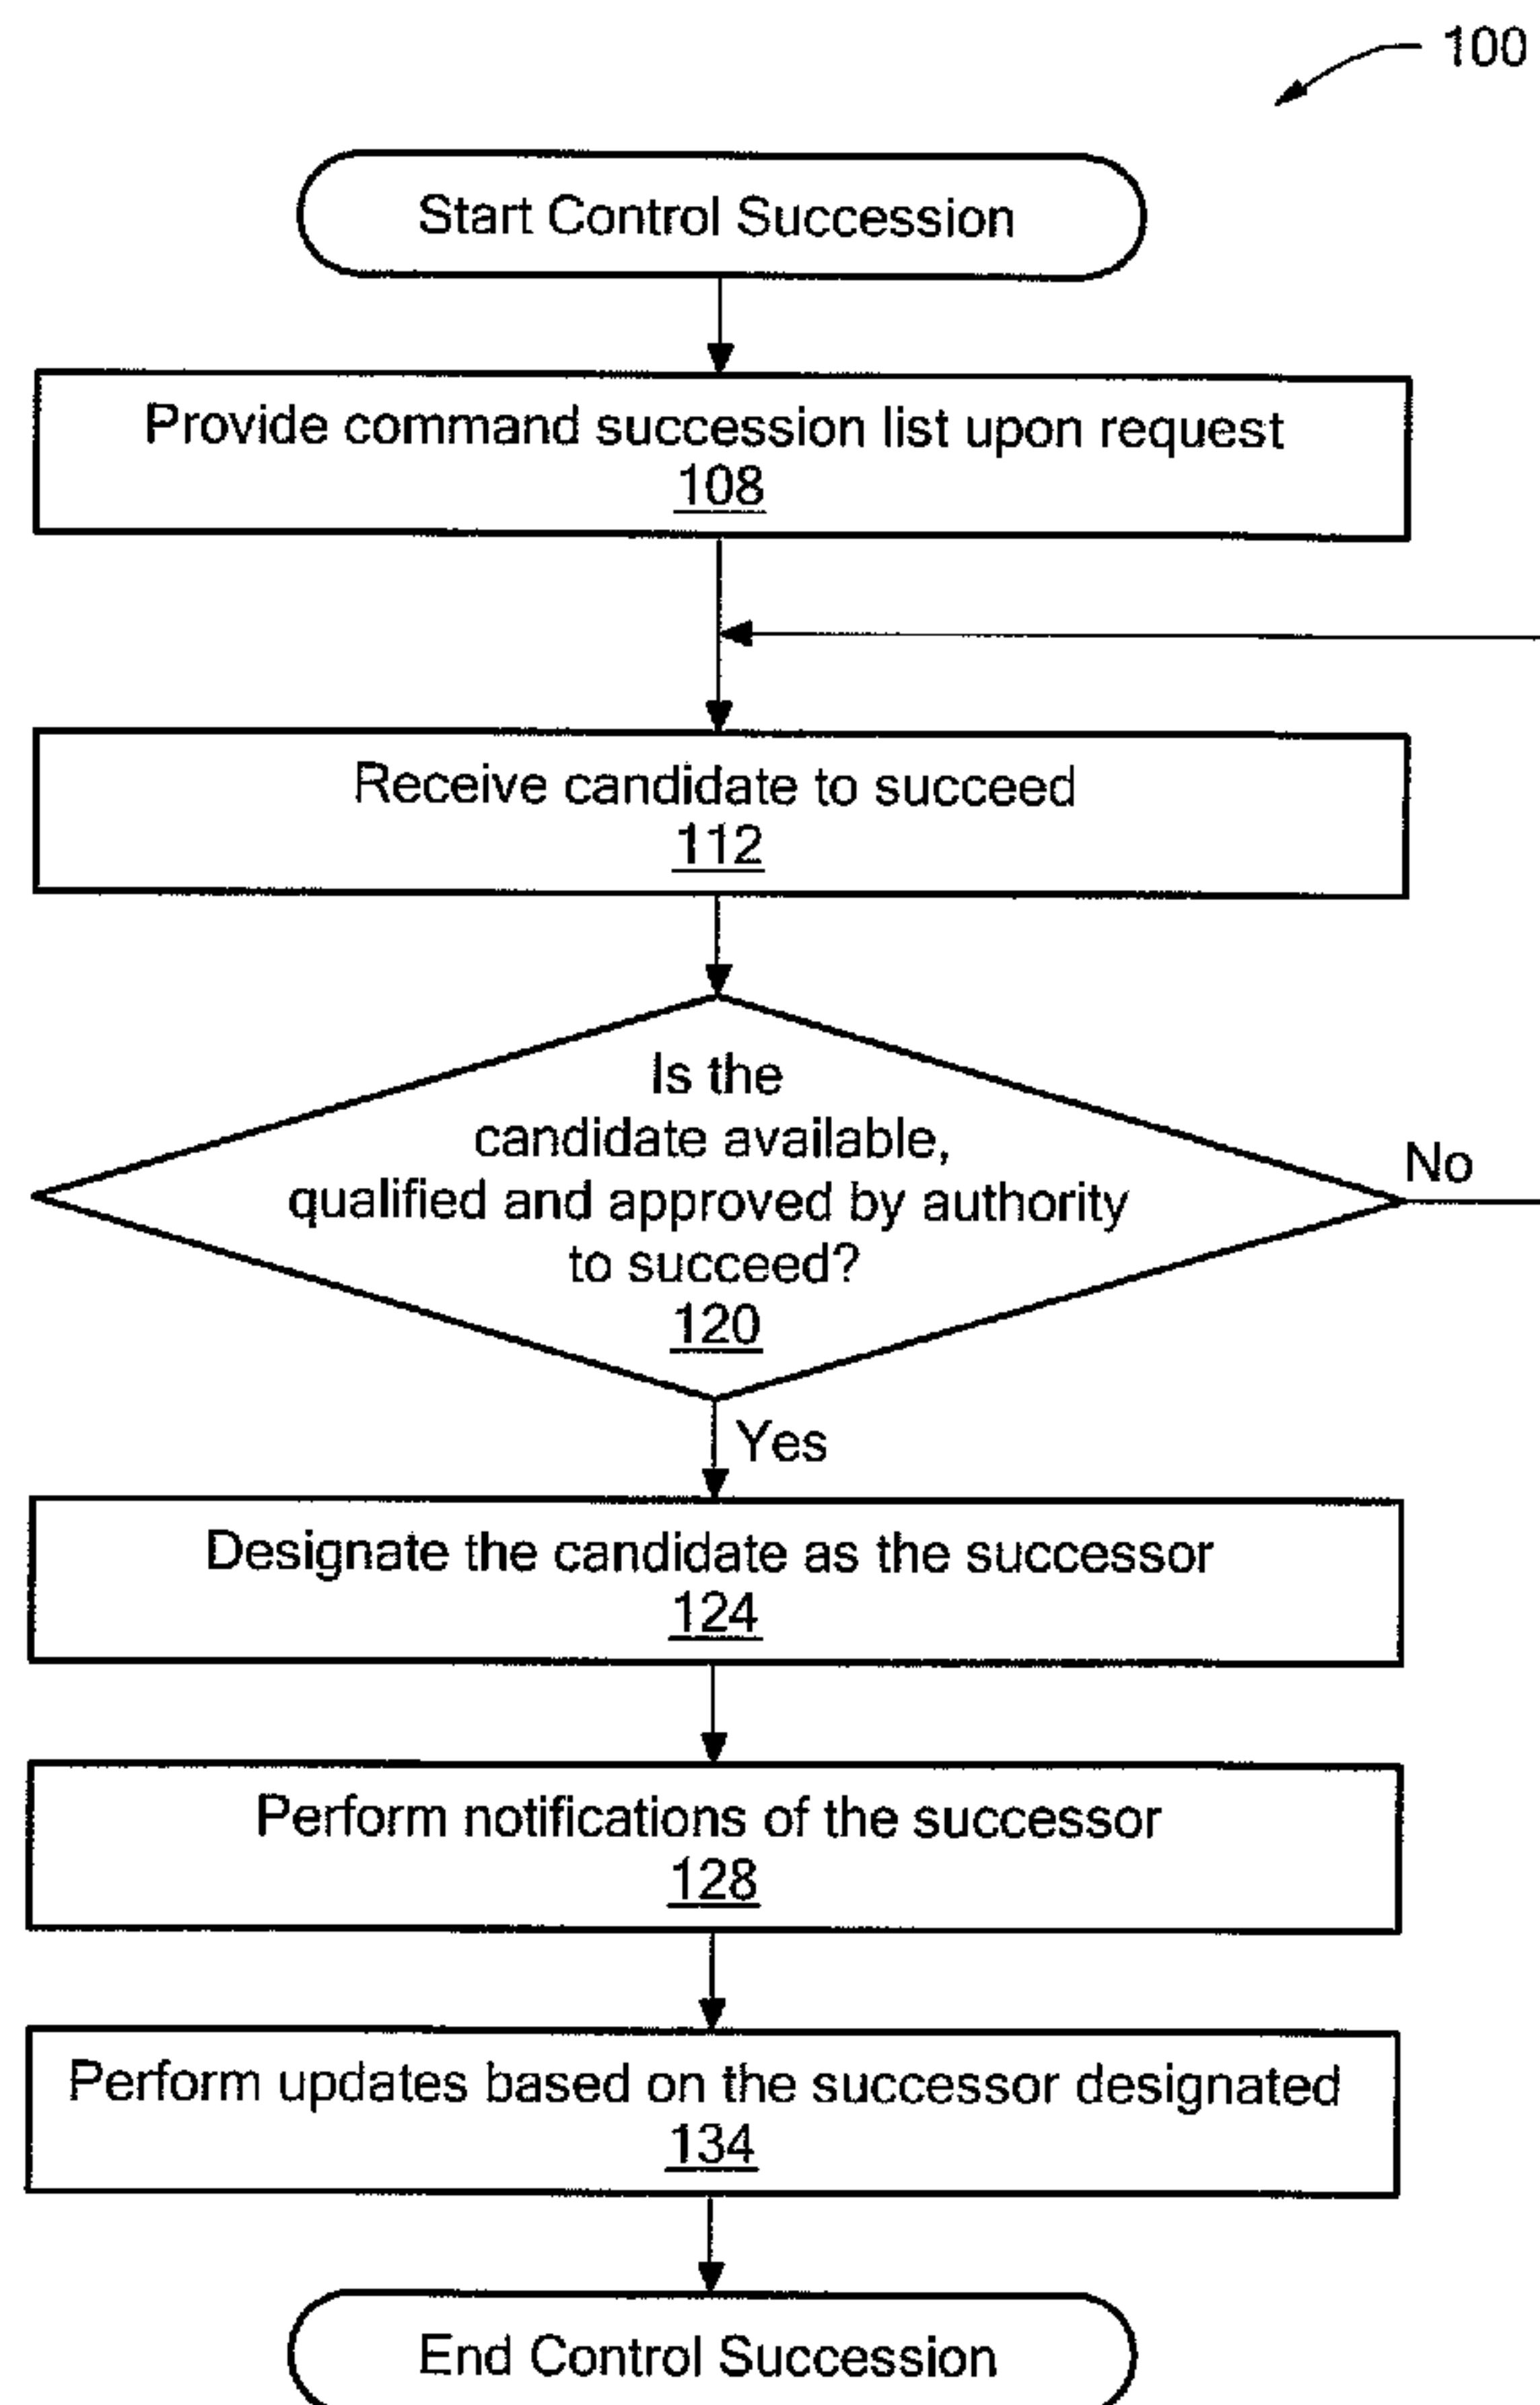 100
Start Control Succession
Provide command succession list upon request
108
Receive candidate to succeed
112
Is the
candidate available,
qualified and approved by authority
to succeed?
120
No
Yes
Designate the candidate as the successor
124
Perform notifications of the successor
128
Perform updates based on the successor designated
134
End Control Succession